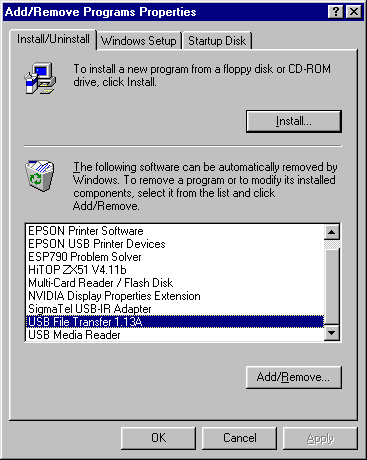 Add/Remove Programs Properties
Install/Uninstall
Windows Setup
Startup Disk
To install a new program from a floppy disk or CD-ROM
drive, click Install.
Install...
The following software can be automatically removed by
Windows. To remove a program or to modify its installed
components, select it from the list and click
Add/Remove.
EPSON Printer Software
EPSON USB Printer Devices
ESP790 Problem Solver
HiTOP ZX51 V4.11b
Multi-Card Reader / Flash Disk
NVIDIA Display Properties Extension
SigmaTel USB-IR Adapter
USB File Transfer 1.13A
USB Media Reader
Add/Remove...
OK
Cancel
Apply